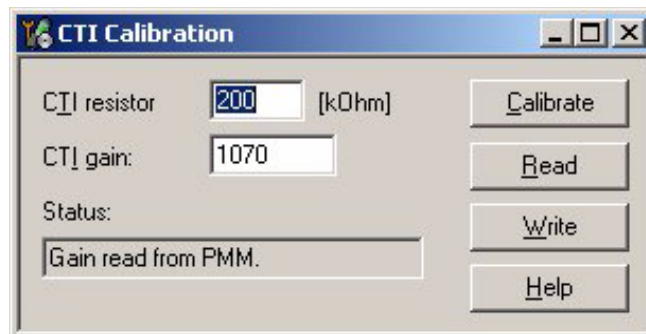 CTI Calibration
CTI resistor 200 [kOhm] Calibrate
CTI gain: 1070 Read
Status: Write
Gain read from PMM. Help